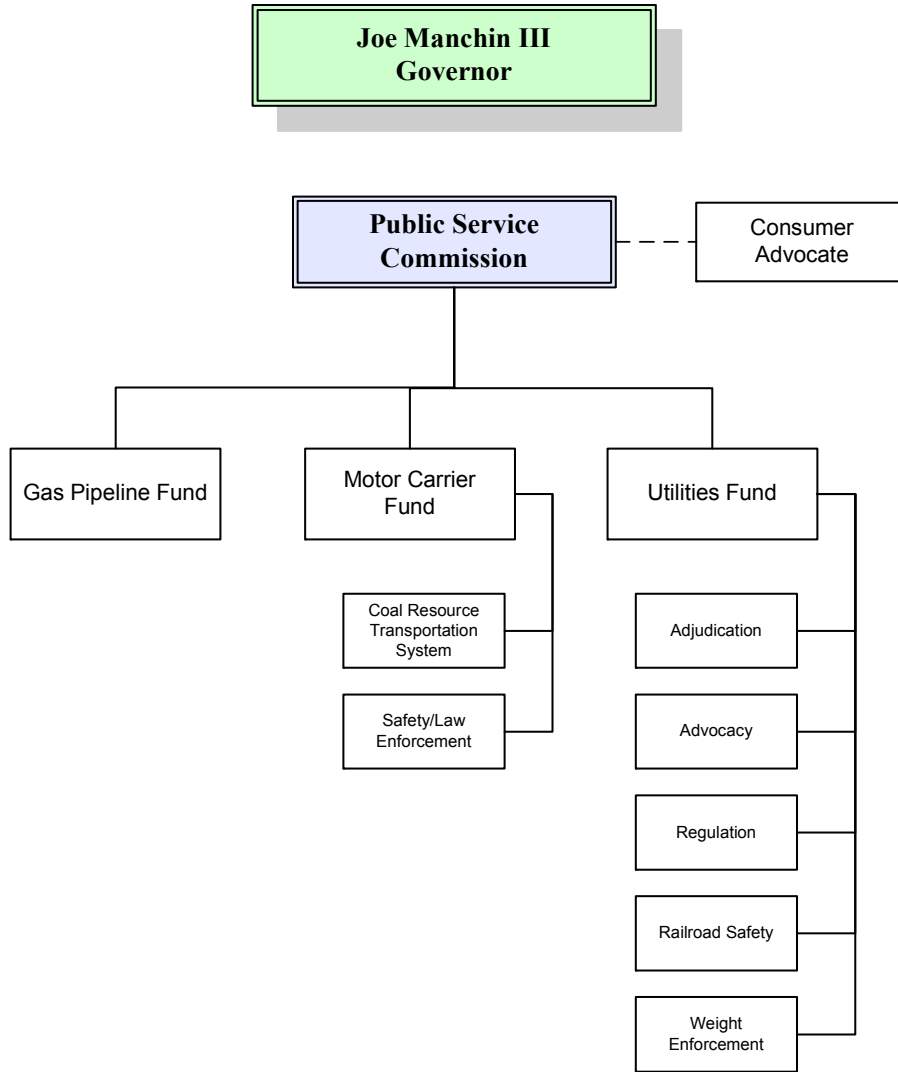 Joe Manchin III
Governor
Public Service
Commission
Consumer
Advocate
Gas Pipeline Fund
Motor Carrier
Fund
Utilities Fund
Coal Resource
Transportation
System
Safety/Law
Enforcement
Adjudication
Advocacy
Regulation
Railroad Safety
Weight
Enforcement